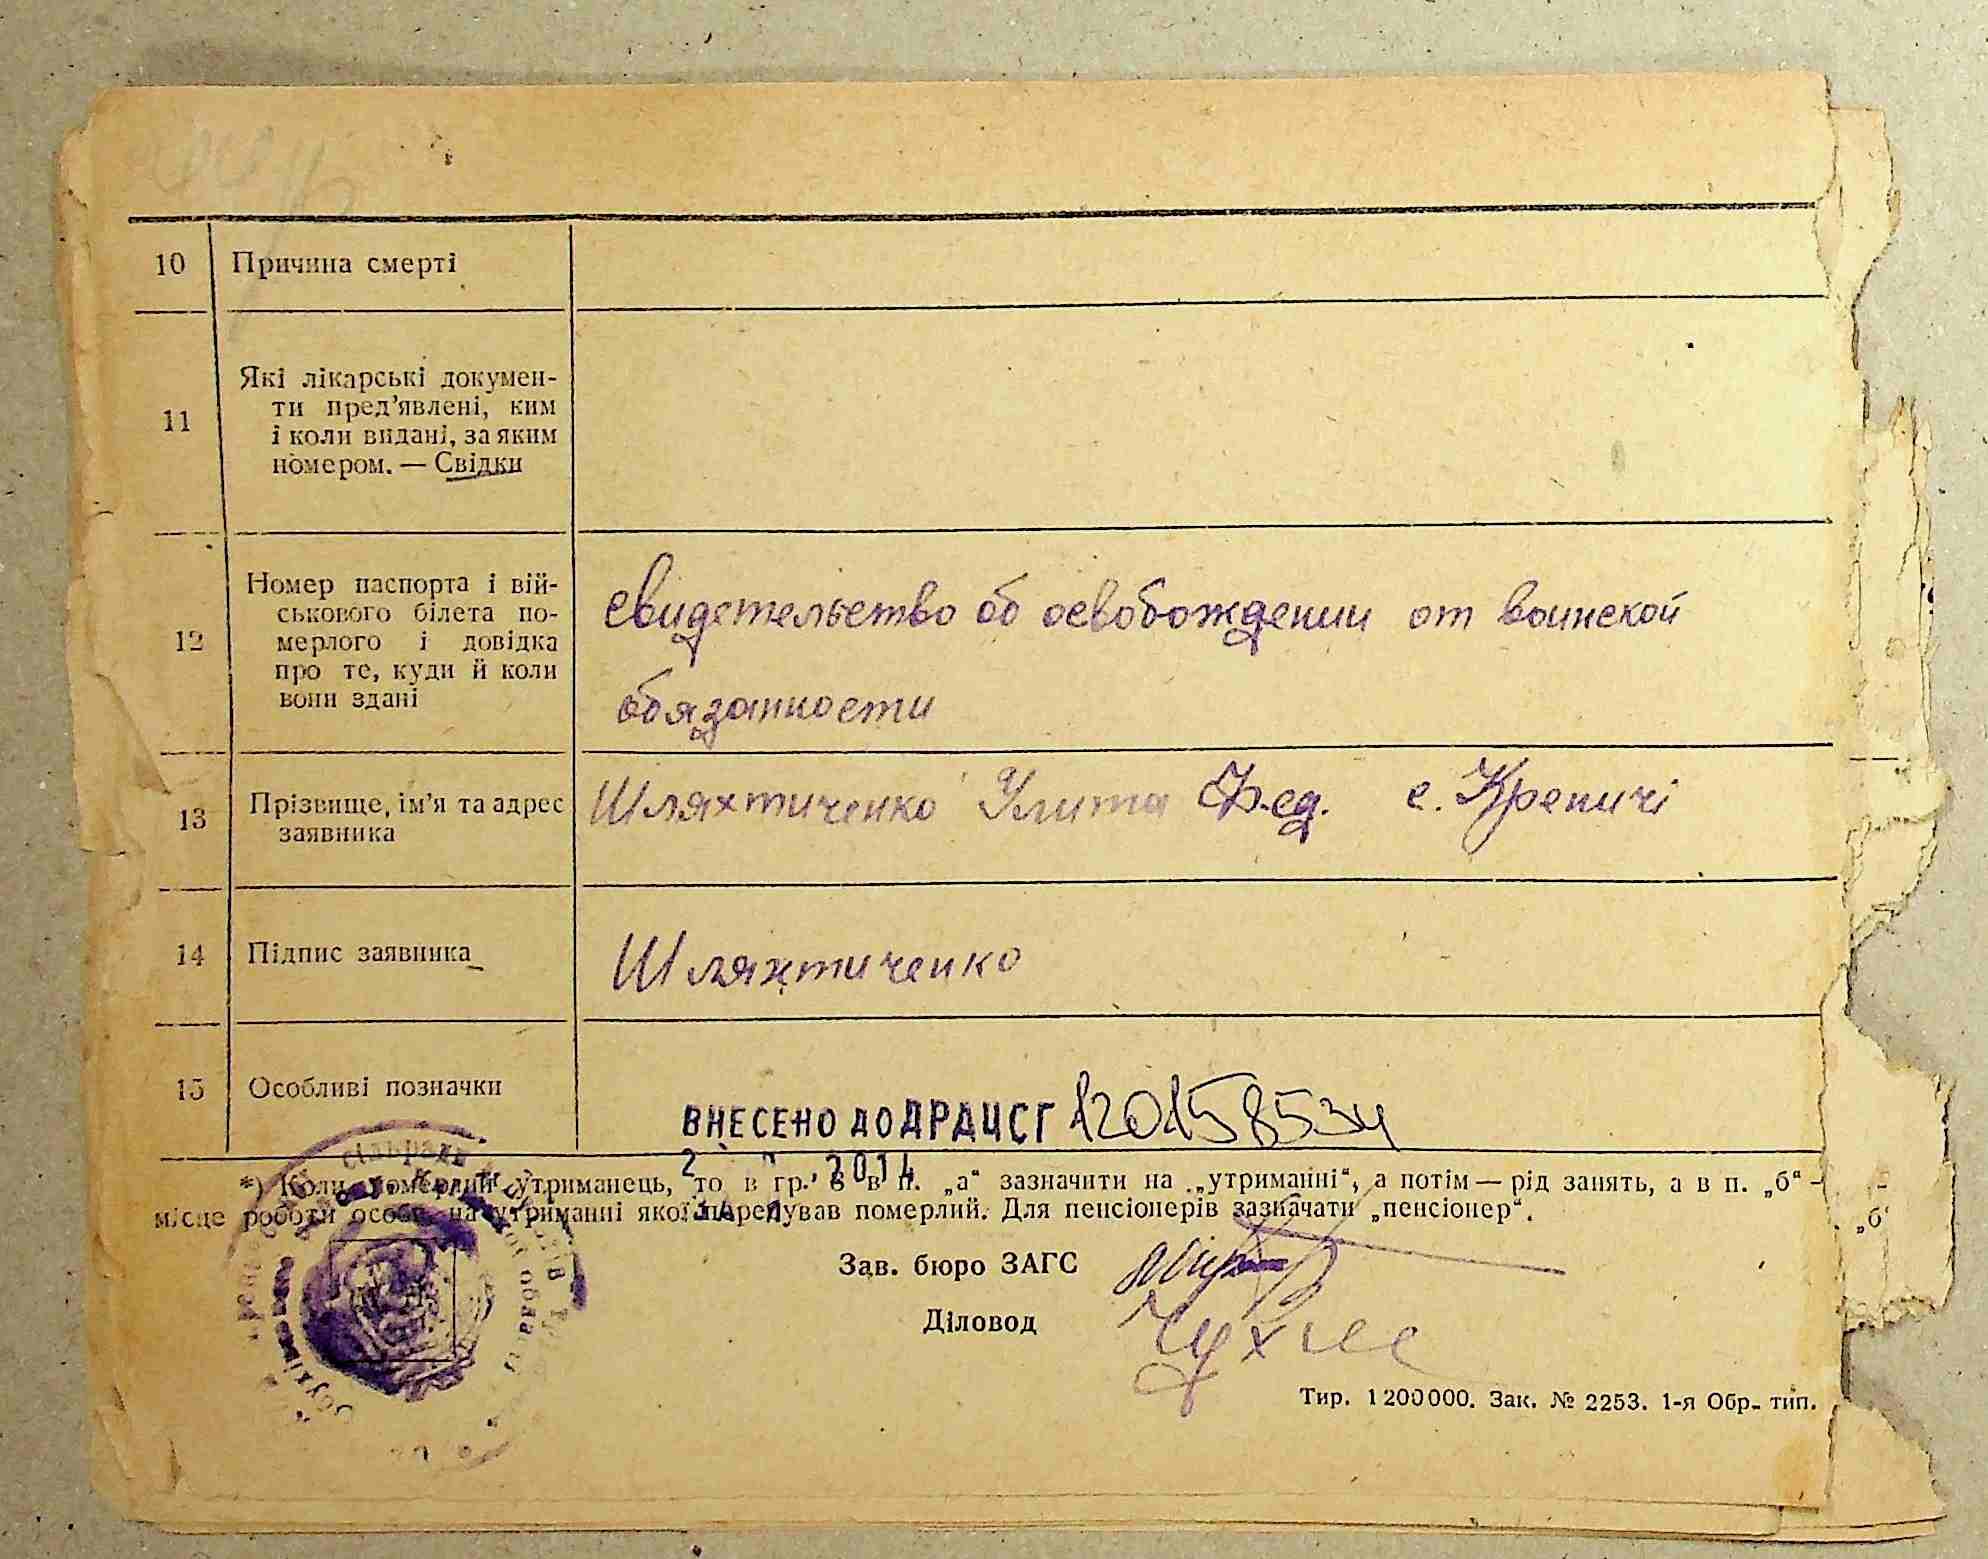 10 Причина смерті
11 Які лікарські докумен-
ти пред'явлені, ким
і коли видані, за яким
номером. — Свідки
12 Номер паспорта і вій-
ськового білета по-
мерлого і довідка
про те, куди й коли
вони здані
свидетельство об освобождении от воинской
обязанности
13 Прізвище, ім'я та адрес
заявника
Шляхтиченко Улита Фед. с. Креничі
14 Підпис заявника
Шляхтиченко
15 Особливі позначки
ВНЕСЕНО ДО ДРАЦСГ 120158534
2014
*) Коли померлий утриманець, то в гр. 8 в п. „а“ зазначити на „утриманні“, а потім — рід занять, а в п. „б“ –
місце роботи особи, на утриманні якої перебував померлий. Для пенсіонерів зазначати „пенсіонер“.
„б“
Зав. бюро ЗАГС
Діловод
Тир. 1200000. Зак. № 2253. 1-я Обр. тип.